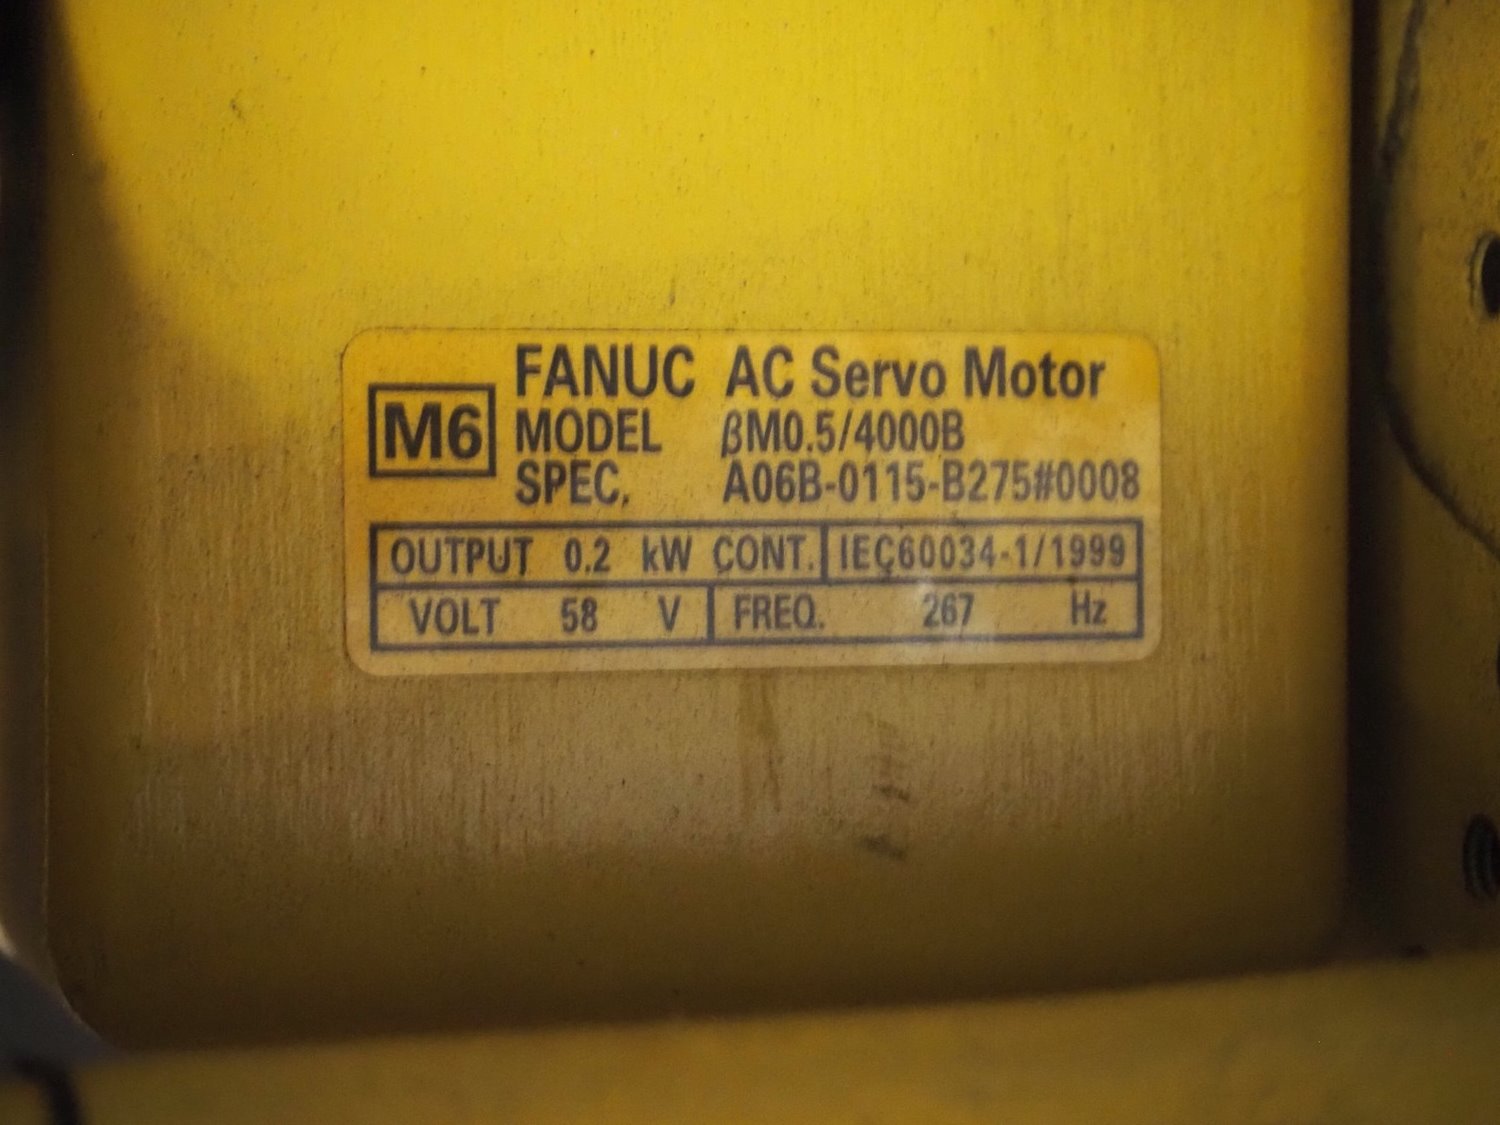 M6
FANUC AC Servo Motor
MODEL βM0.5/4000B
SPEC. A06B-0115-B275#0008
OUTPUT 0.2 kW CONT. IEC60034-1/1999
VOLT 58 V FREQ. 267 Hz